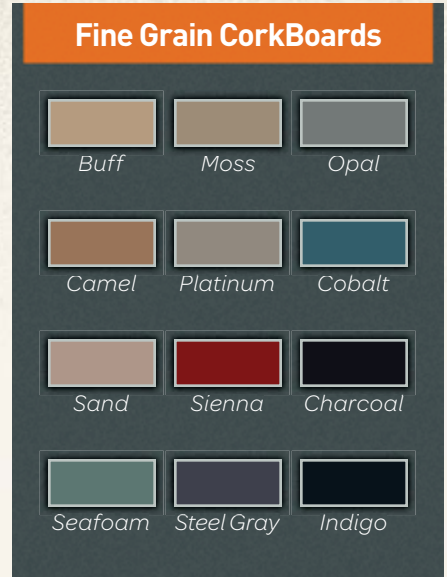 Fine Grain CorkBoards
Buff Moss Opal
Camel Platinum Cobalt
Sand Sienna Charcoal
Seafoam Steel Gray Indigo